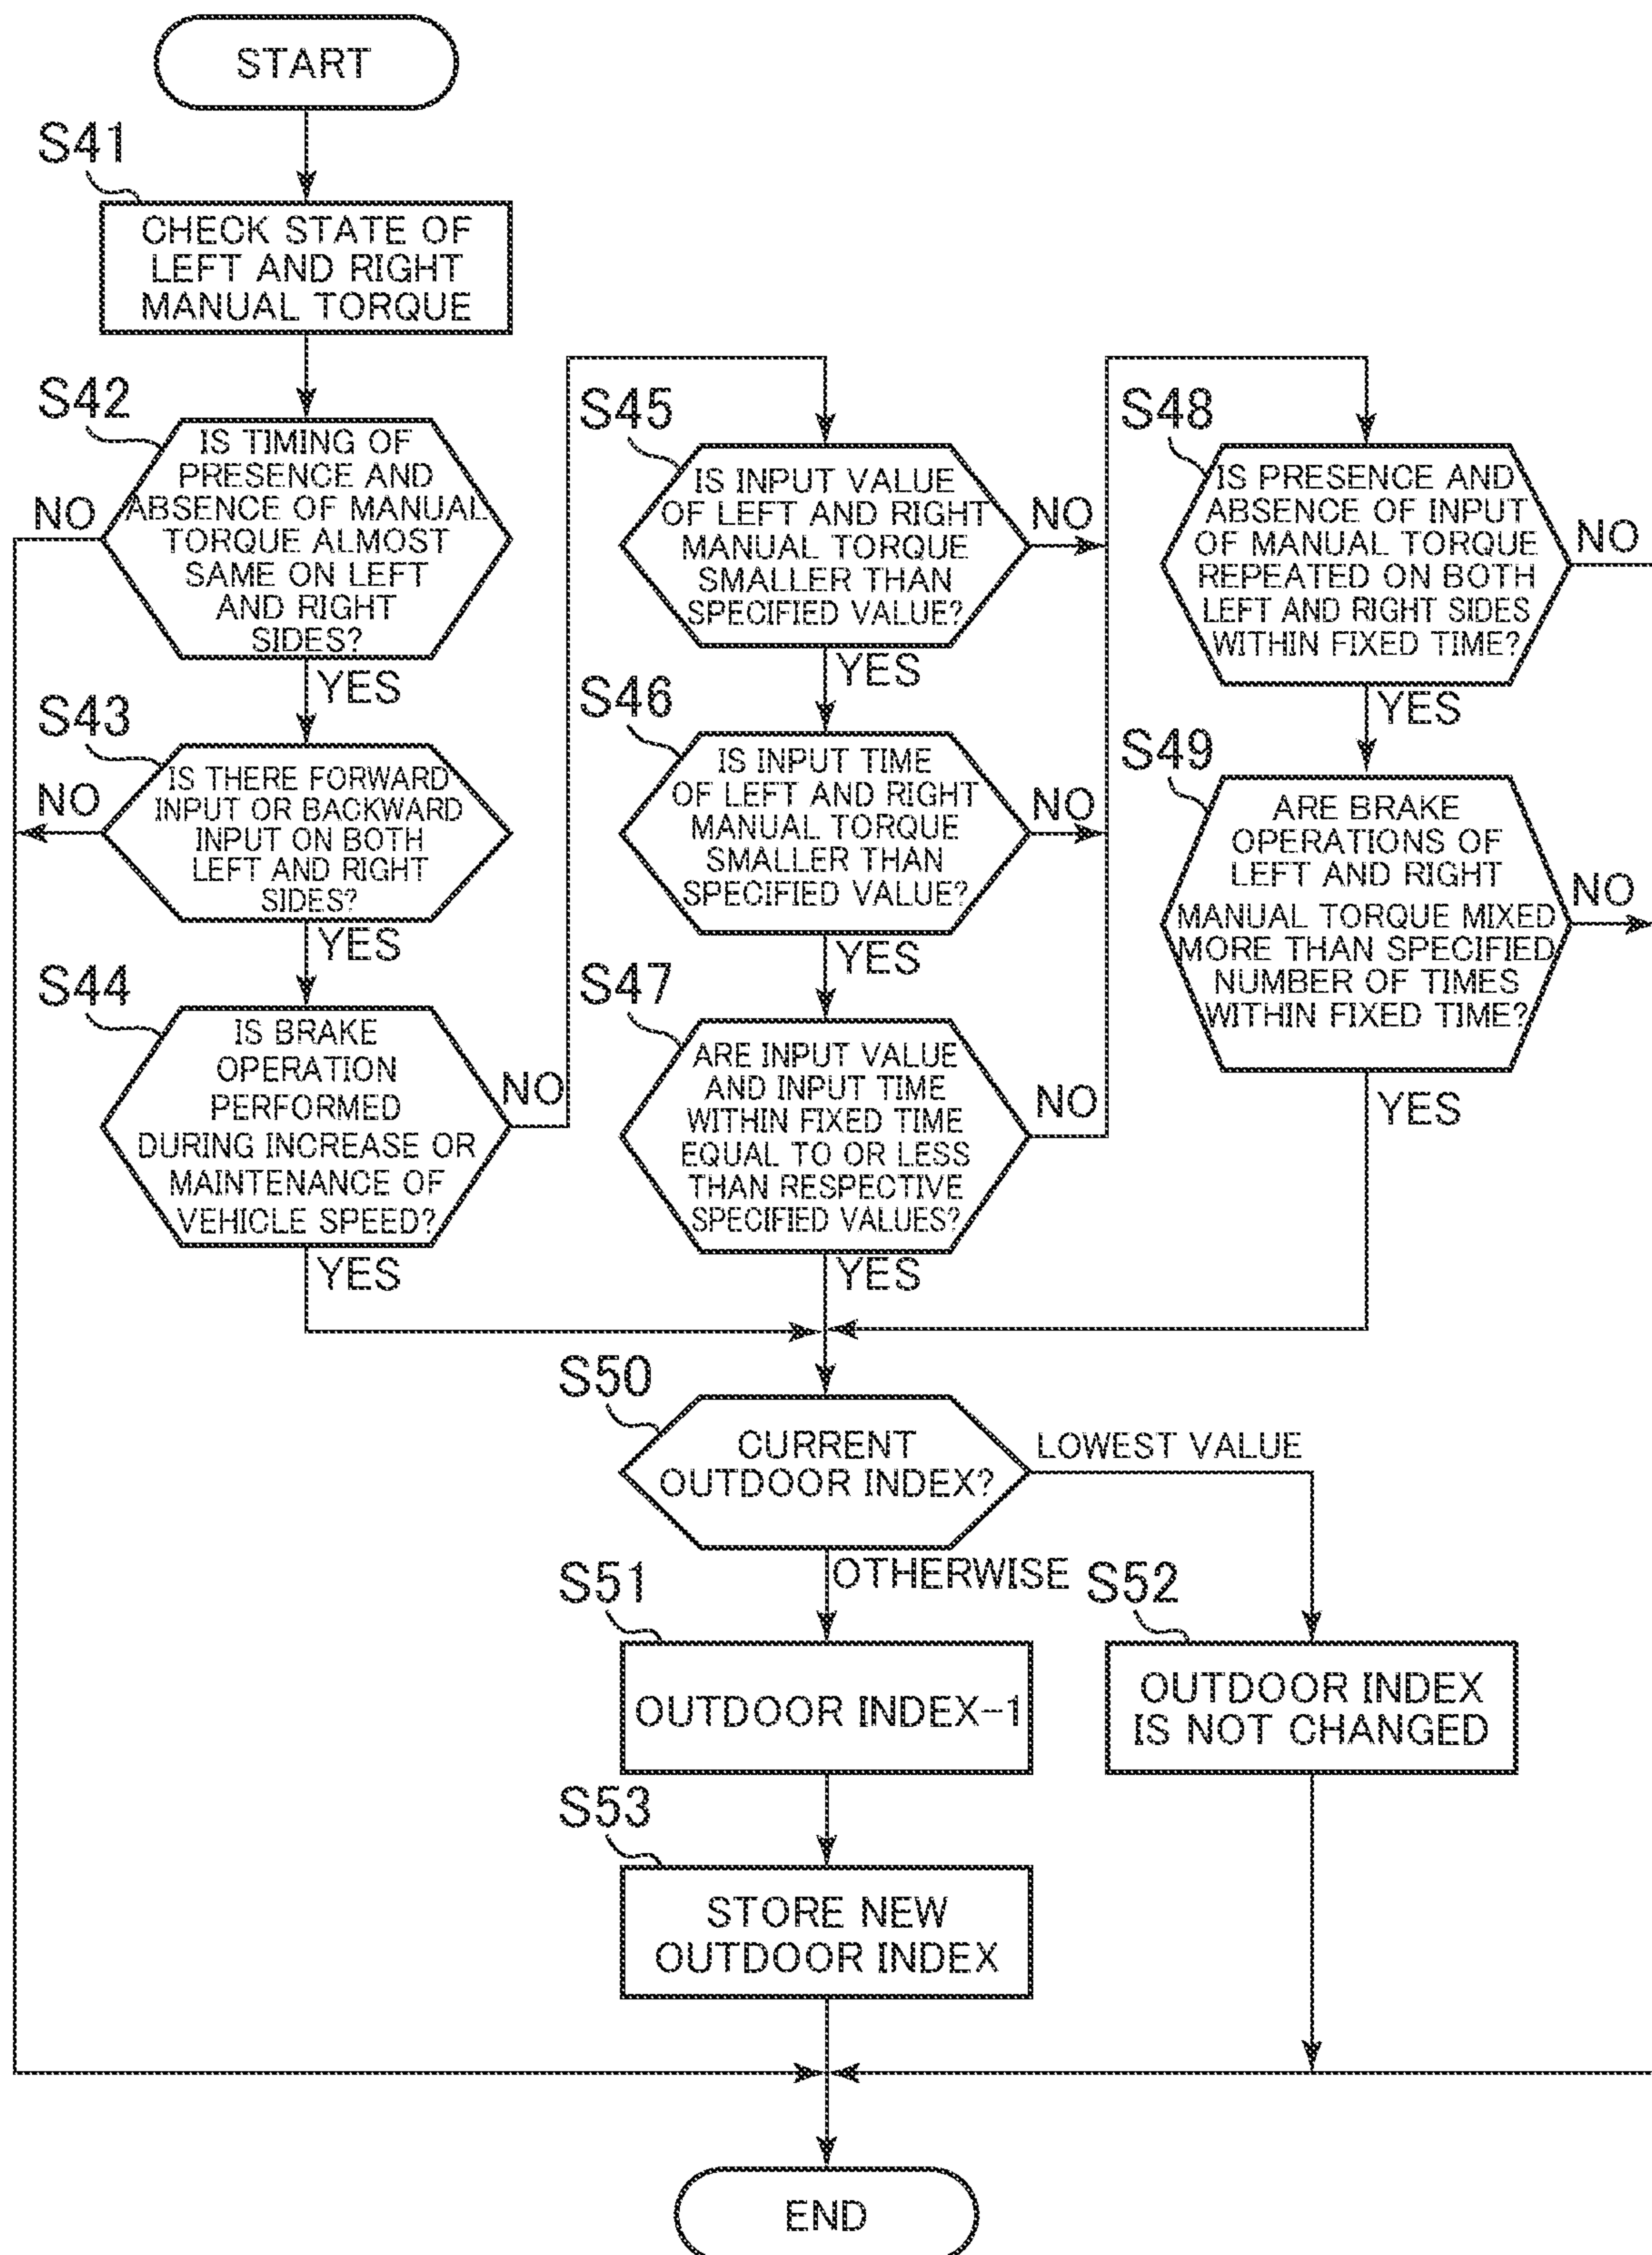 START
S41
CHECK STATE OF
LEFT AND RIGHT
MANUAL TORQUE
S42
IS TIMING OF
PRESENCE AND
ABSENCE OF MANUAL
TORQUE ALMOST
SAME ON LEFT
AND RIGHT
SIDES?
NO
YES
S43
IS THERE FORWARD
INPUT OR BACKWARD
INPUT ON BOTH
LEFT AND RIGHT
SIDES?
NO
YES
S44
IS BRAKE
OPERATION
PERFORMED
DURING INCREASE OR
MAINTENANCE OF
VEHICLE SPEED?
NO
YES
S45
IS INPUT VALUE
OF LEFT AND RIGHT
MANUAL TORQUE
SMALLER THAN
SPECIFIED VALUE?
NO
YES
S46
IS INPUT TIME
OF LEFT AND RIGHT
MANUAL TORQUE
SMALLER THAN
SPECIFIED VALUE?
NO
YES
S47
ARE INPUT VALUE
AND INPUT TIME
WITHIN FIXED TIME
EQUAL TO OR LESS
THAN RESPECTIVE
SPECIFIED VALUES?
NO
YES
S48
IS PRESENCE AND
ABSENCE OF INPUT
OF MANUAL TORQUE
REPEATED ON BOTH
LEFT AND RIGHT SIDES
WITHIN FIXED TIME?
NO
YES
S49
ARE BRAKE
OPERATIONS OF
LEFT AND RIGHT
MANUAL TORQUE MIXED
MORE THAN SPECIFIED
NUMBER OF TIMES
WITHIN FIXED TIME?
NO
YES
S50
CURRENT
OUTDOOR INDEX?
LOWEST VALUE
OTHERWISE
S51
OUTDOOR INDEX-1
S52
OUTDOOR INDEX
IS NOT CHANGED
S53
STORE NEW
OUTDOOR INDEX
END